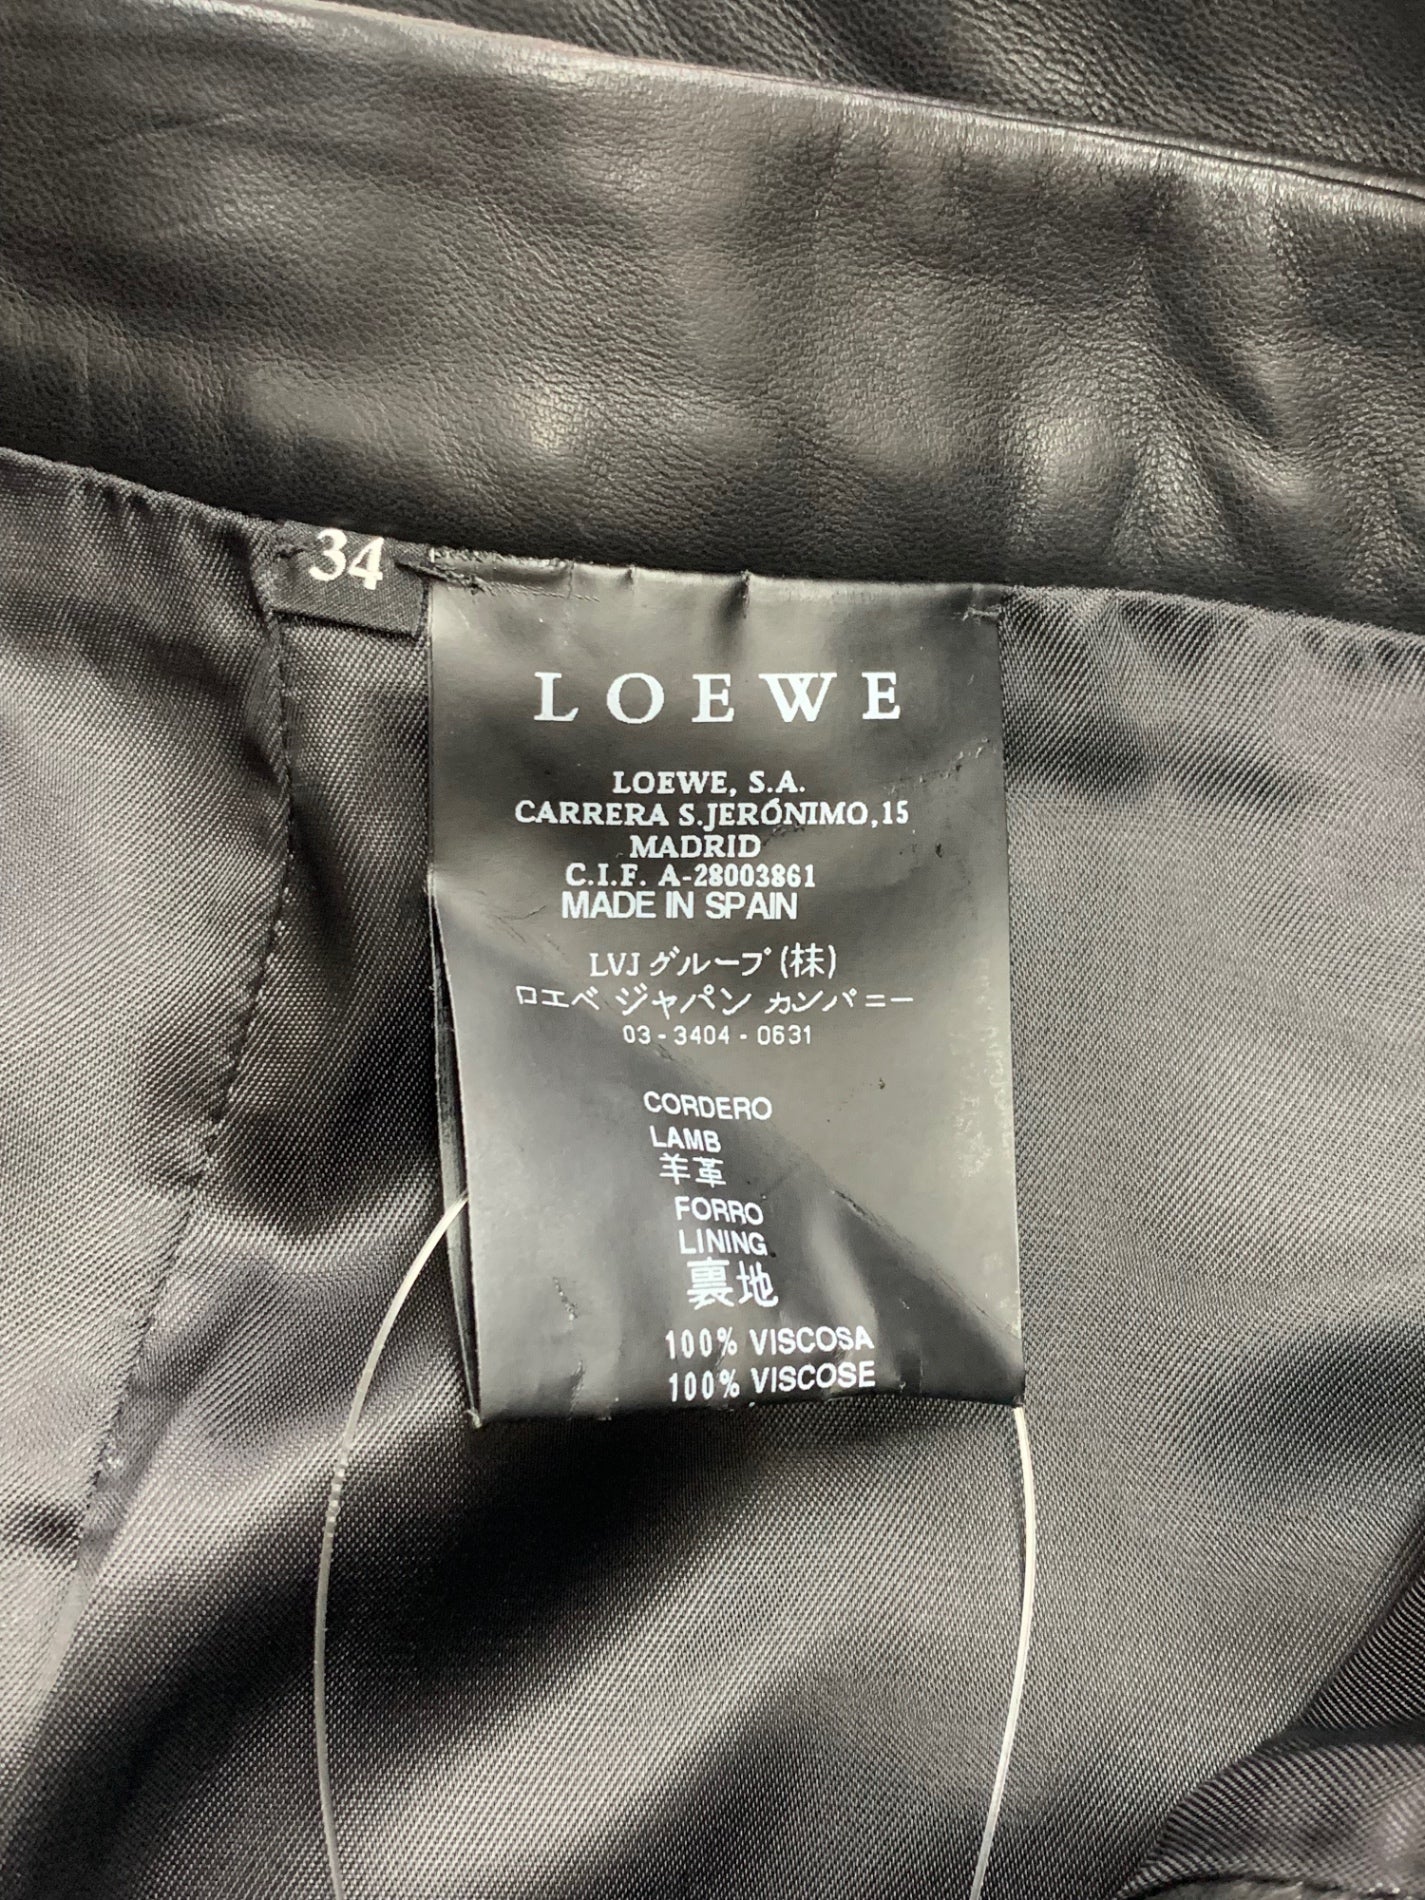 34
LOEWE
LOEWE, S.A.
CARRERA S.JERÓNIMO,15
MADRID
C.I.F. A-28003861
MADE IN SPAIN
LVJ グループ (株)
ロエベ ジャパン カンパニー
03-3404-0631
CORDERO
LAMB
羊革
FORRO
LINING
裏地
100% VISCOSA
100% VISCOSE